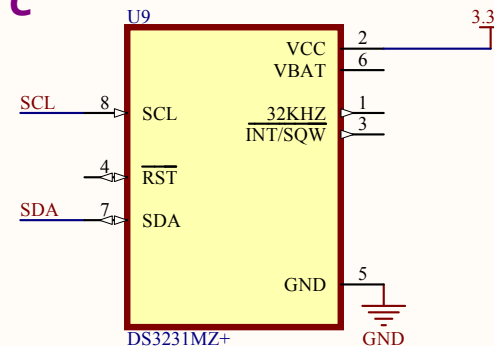 C
U9
3.3
VCC 2
VBAT 6
SCL 8 SCL
32KHZ 1
INT/SQW 3
4 RST
SDA 7 SDA
GND 5
DS3231MZ+
GND